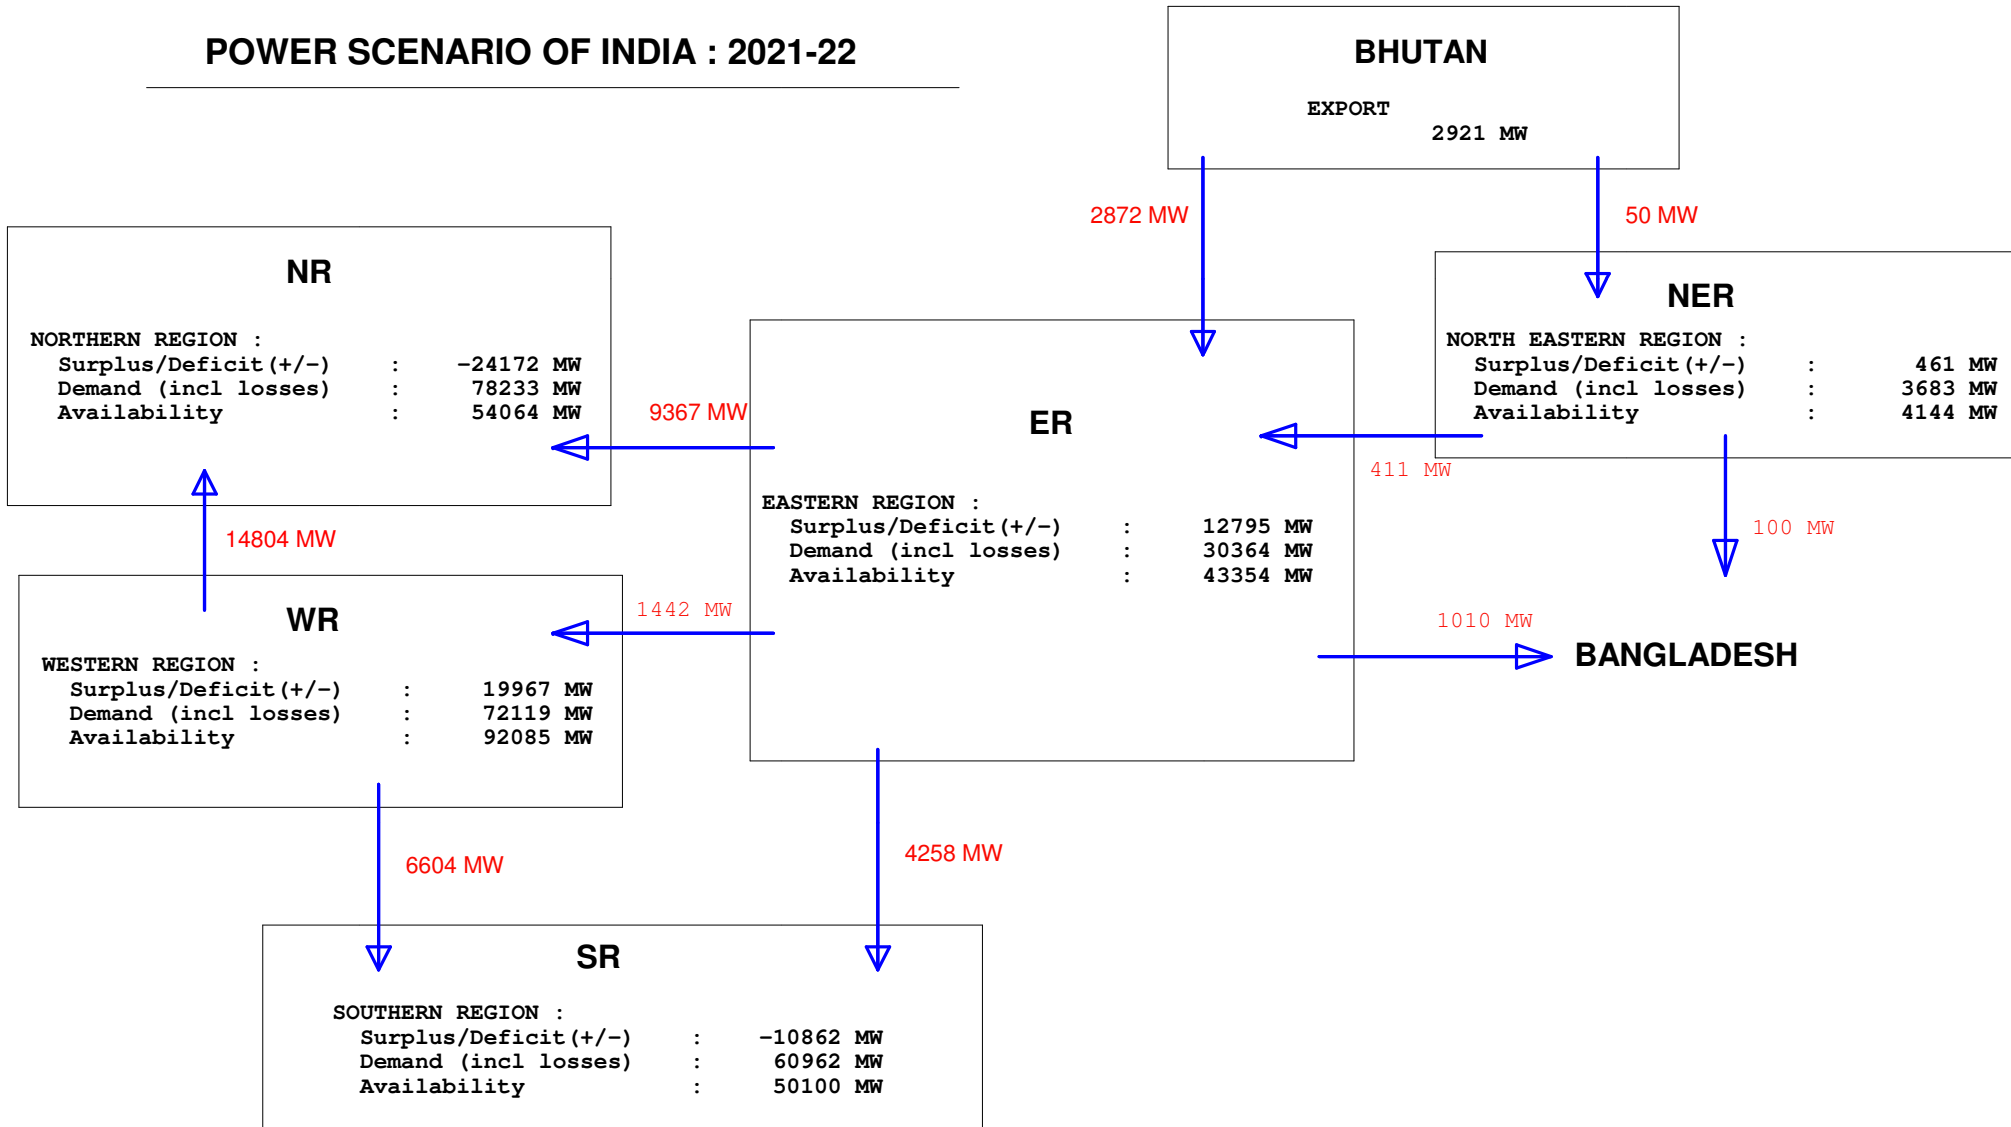 POWER SCENARIO OF INDIA : 2021-22
BHUTAN
EXPORT
2921 MW
2872 MW
50 MW
NR
NORTHERN REGION :
Surplus/Deficit(+/-) : -24172 MW
Demand (incl losses) : 78233 MW
Availability : 54064 MW
NER
NORTH EASTERN REGION :
Surplus/Deficit(+/-) : 461 MW
Demand (incl losses) : 3683 MW
Availability : 4144 MW
9367 MW
ER
411 MW
EASTERN REGION :
Surplus/Deficit(+/-) : 12795 MW
Demand (incl losses) : 30364 MW
Availability : 43354 MW
14804 MW
100 MW
WR
1442 MW
1010 MW
BANGLADESH
WESTERN REGION :
Surplus/Deficit(+/-) : 19967 MW
Demand (incl losses) : 72119 MW
Availability : 92085 MW
6604 MW
4258 MW
SR
SOUTHERN REGION :
Surplus/Deficit(+/-) : -10862 MW
Demand (incl losses) : 60962 MW
Availability : 50100 MW